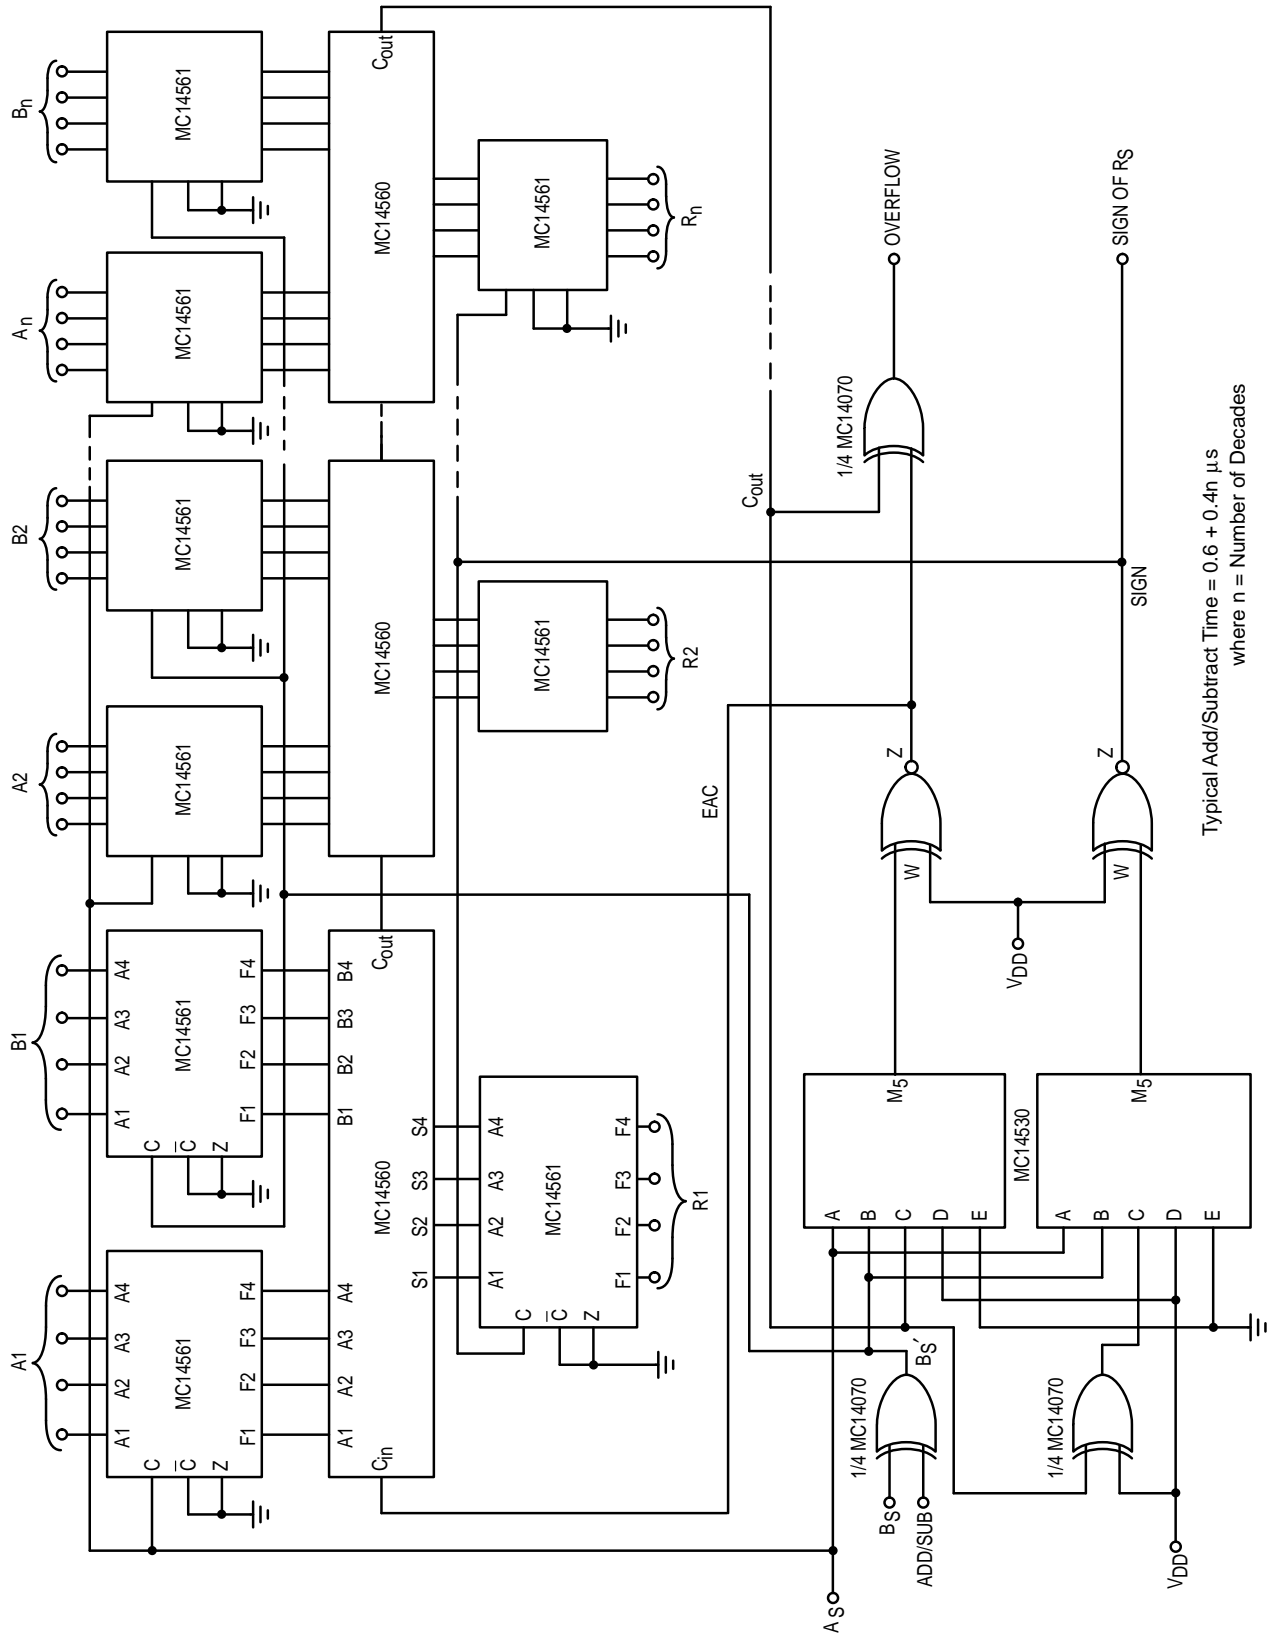 A1
B1
A2
B2
An
Bn
A1 A2 A3 A4
C
C
Z
MC14561
F1 F2 F3 F4
A1 A2 A3 A4
C
C
Z
MC14561
F1 F2 F3 F4
MC14561
MC14561
MC14561
MC14561
A1 A2 A3 A4
B1 B2 B3 B4
Cin
MC14560
Cout
S1 S2 S3 S4
MC14560
MC14560
Cout
A1 A2 A3 A4
C
C
Z
MC14561
F1 F2 F3 F4
R1
MC14561
R2
MC14561
Rn
EAC
Cout
AS
BS
ADD/SUB
1/4 MC14070
BS´
A
B
C
D
E
M5
MC14530
VDD
1/4 MC14070
A
B
C
D
E
M5
W
Z
VDD
W
Z
1/4 MC14070
OVERFLOW
SIGN
SIGN OF RS
Typical Add/Subtract Time = 0.6 + 0.4n μs
where n = Number of Decades